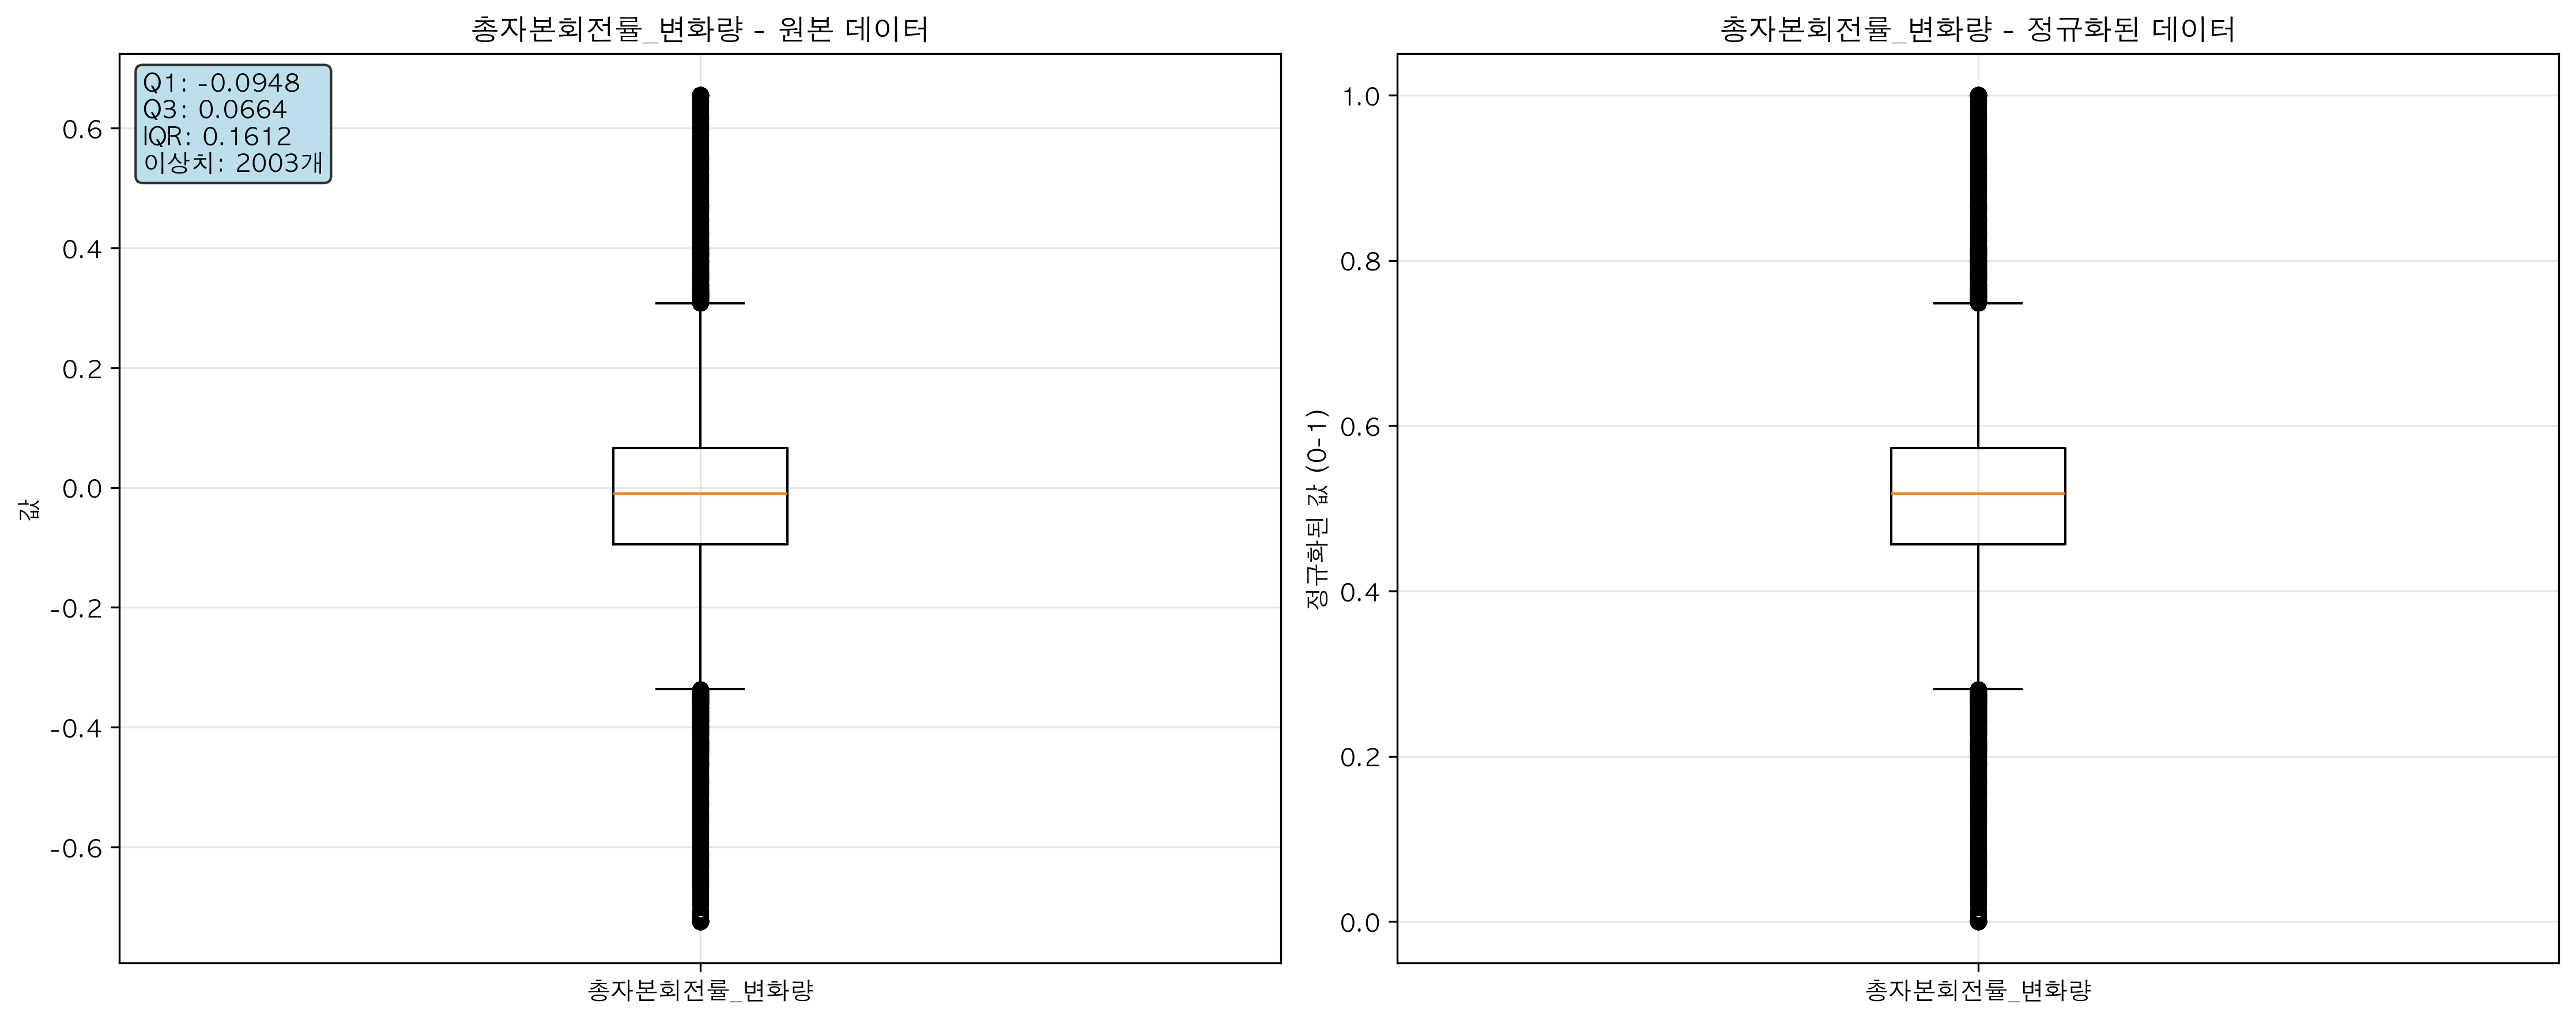 총자본회전률_변화량 - 원본 데이터
Q1: -0.0948
Q3: 0.0664
IQR: 0.1612
이상치: 2003개
0.6
0.4
0.2
0.0
-0.2
-0.4
-0.6
값
총자본회전률_변화량
총자본회전률_변화량 - 정규화된 데이터
1.0
0.8
0.6
0.4
0.2
0.0
정규화된 값 (0-1)
총자본회전률_변화량